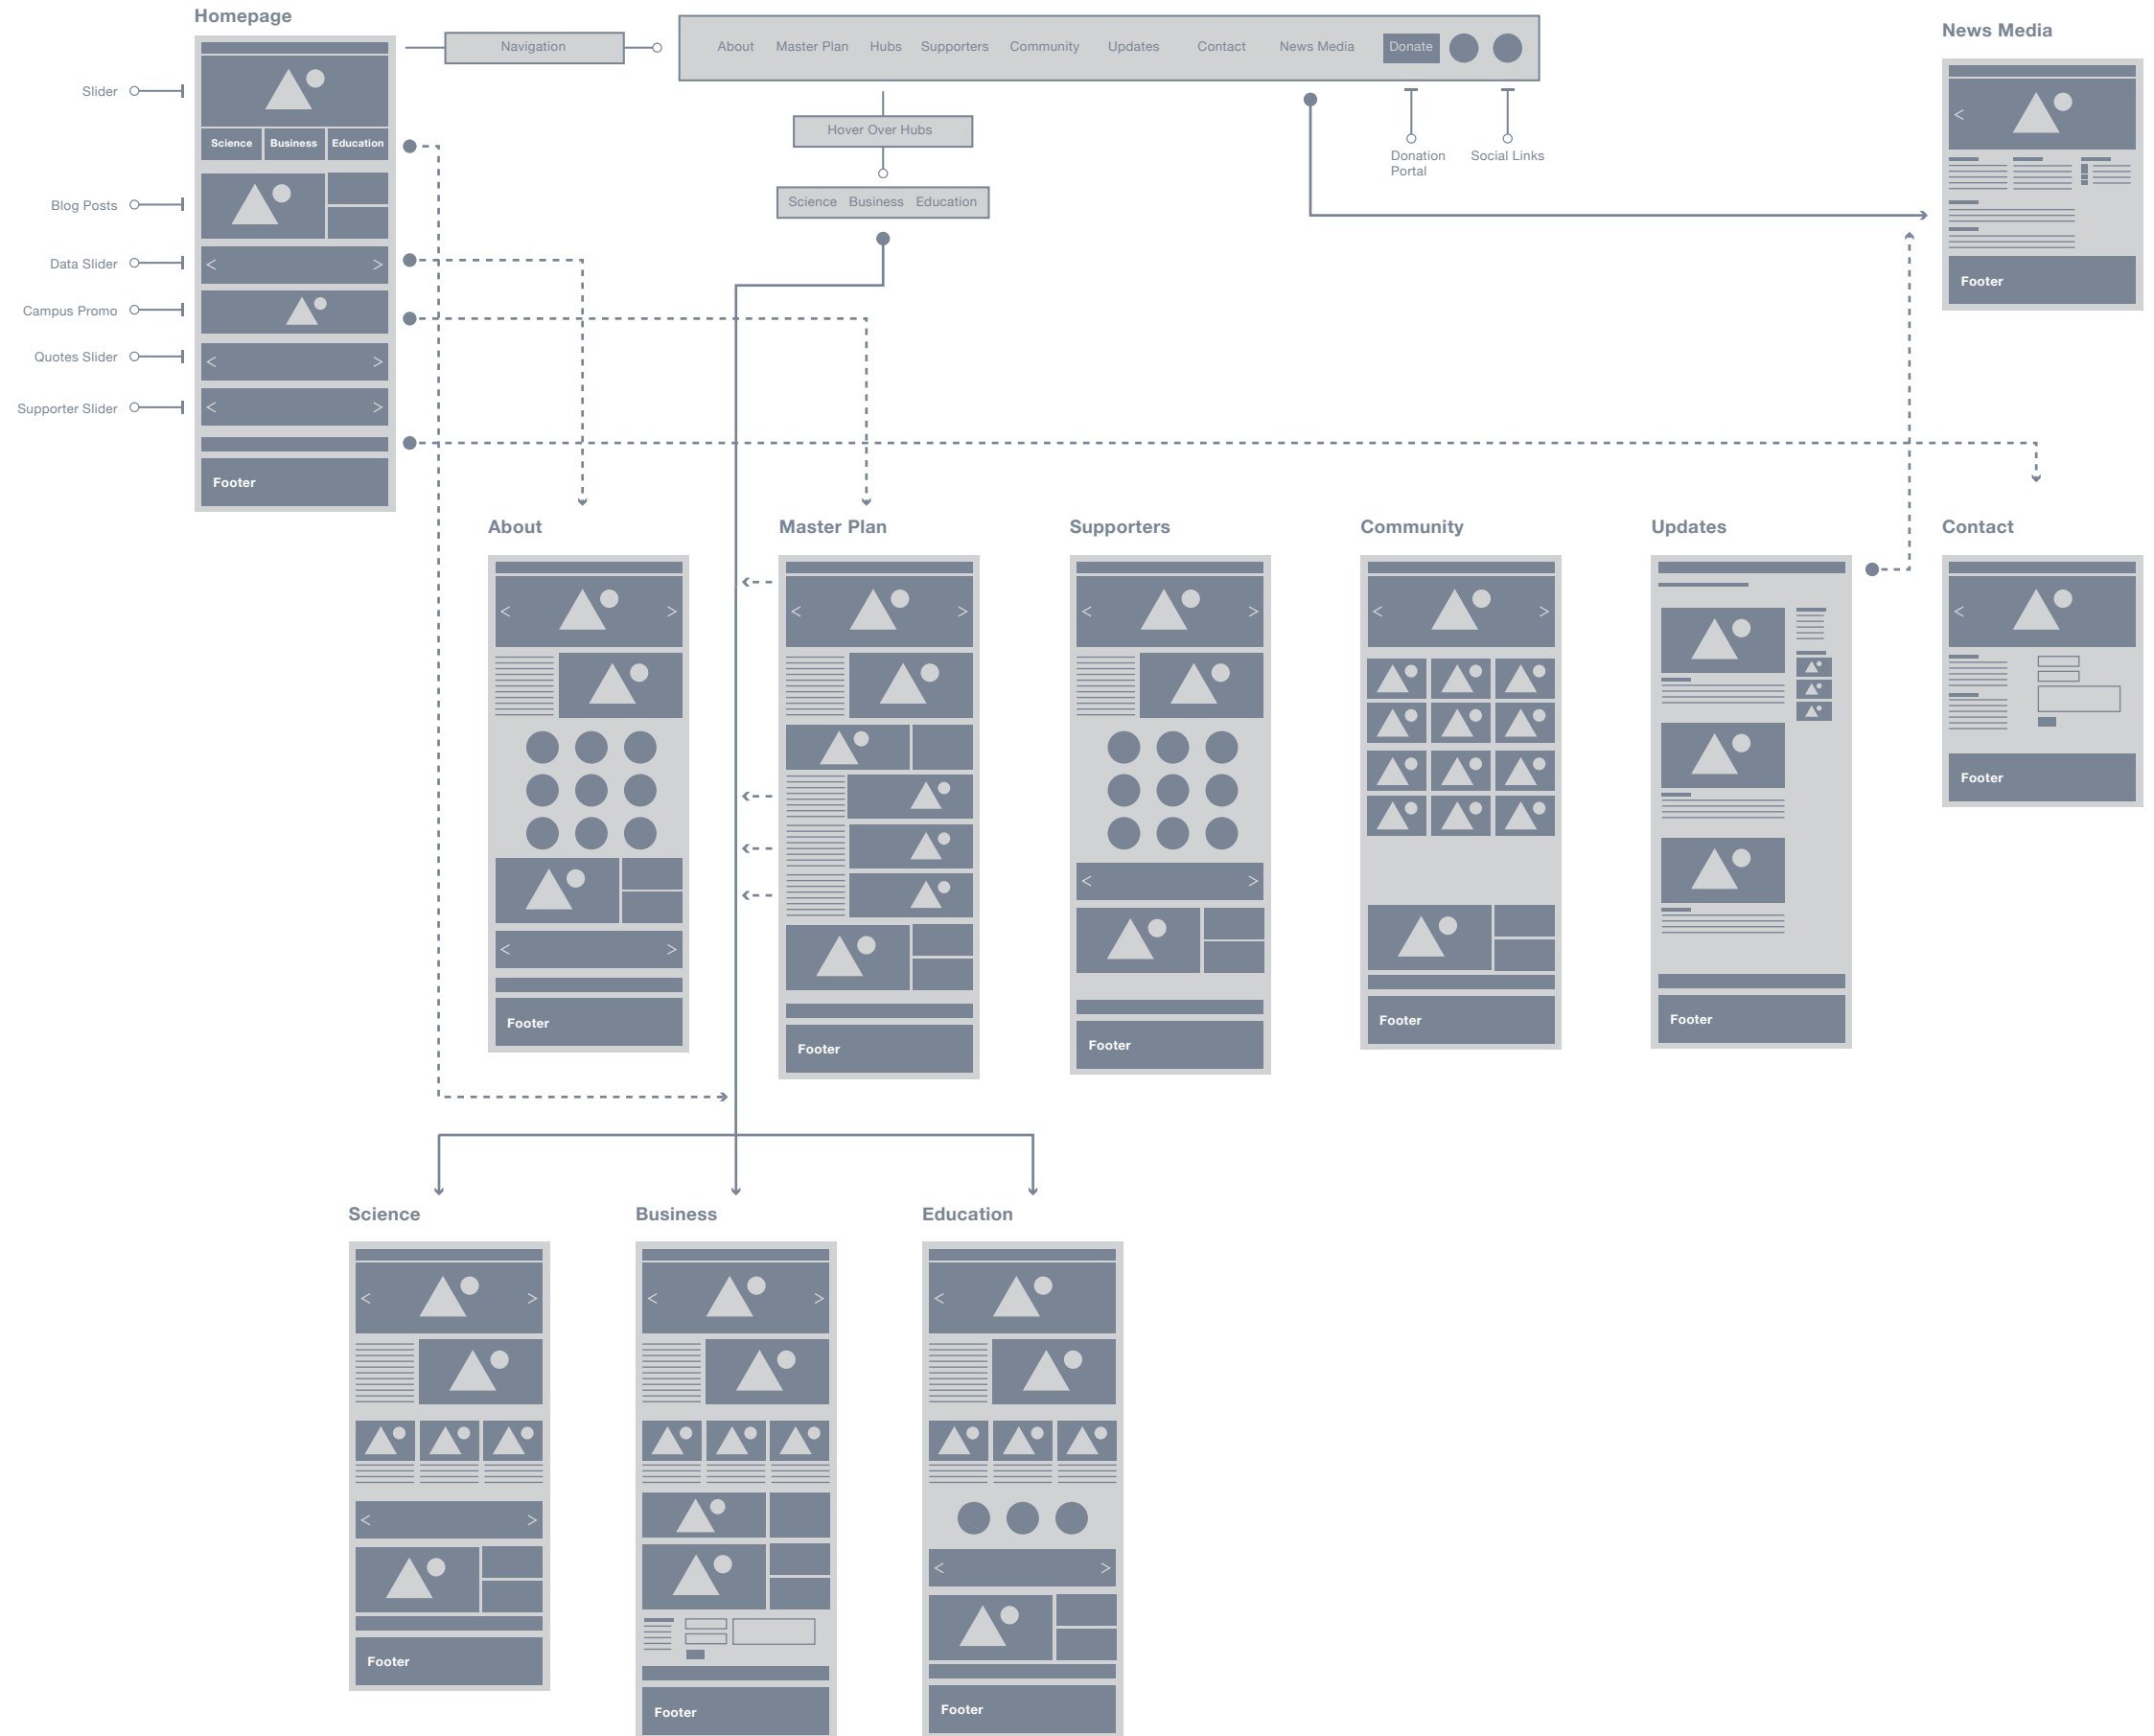 Homepage
News Media
Navigation
About Master Plan Hubs Supporters Community Updates Contact News Media Donate
Slider
Science Business Education
Hover Over Hubs
Donation
Portal
Social Links
Science Business Education
Blog Posts
Data Slider
<
>
Campus Promo
Quotes Slider
<
>
Supporter Slider
<
>
Footer
<
Footer
About
Master Plan
Supporters
Community
Updates
Contact
< >
< >
< >
< >
<
Footer
<
>
< >
Footer
Footer
Footer
Footer
Footer
Science
Business
Education
< >
< >
<
< >
< >
Footer
Footer
Footer